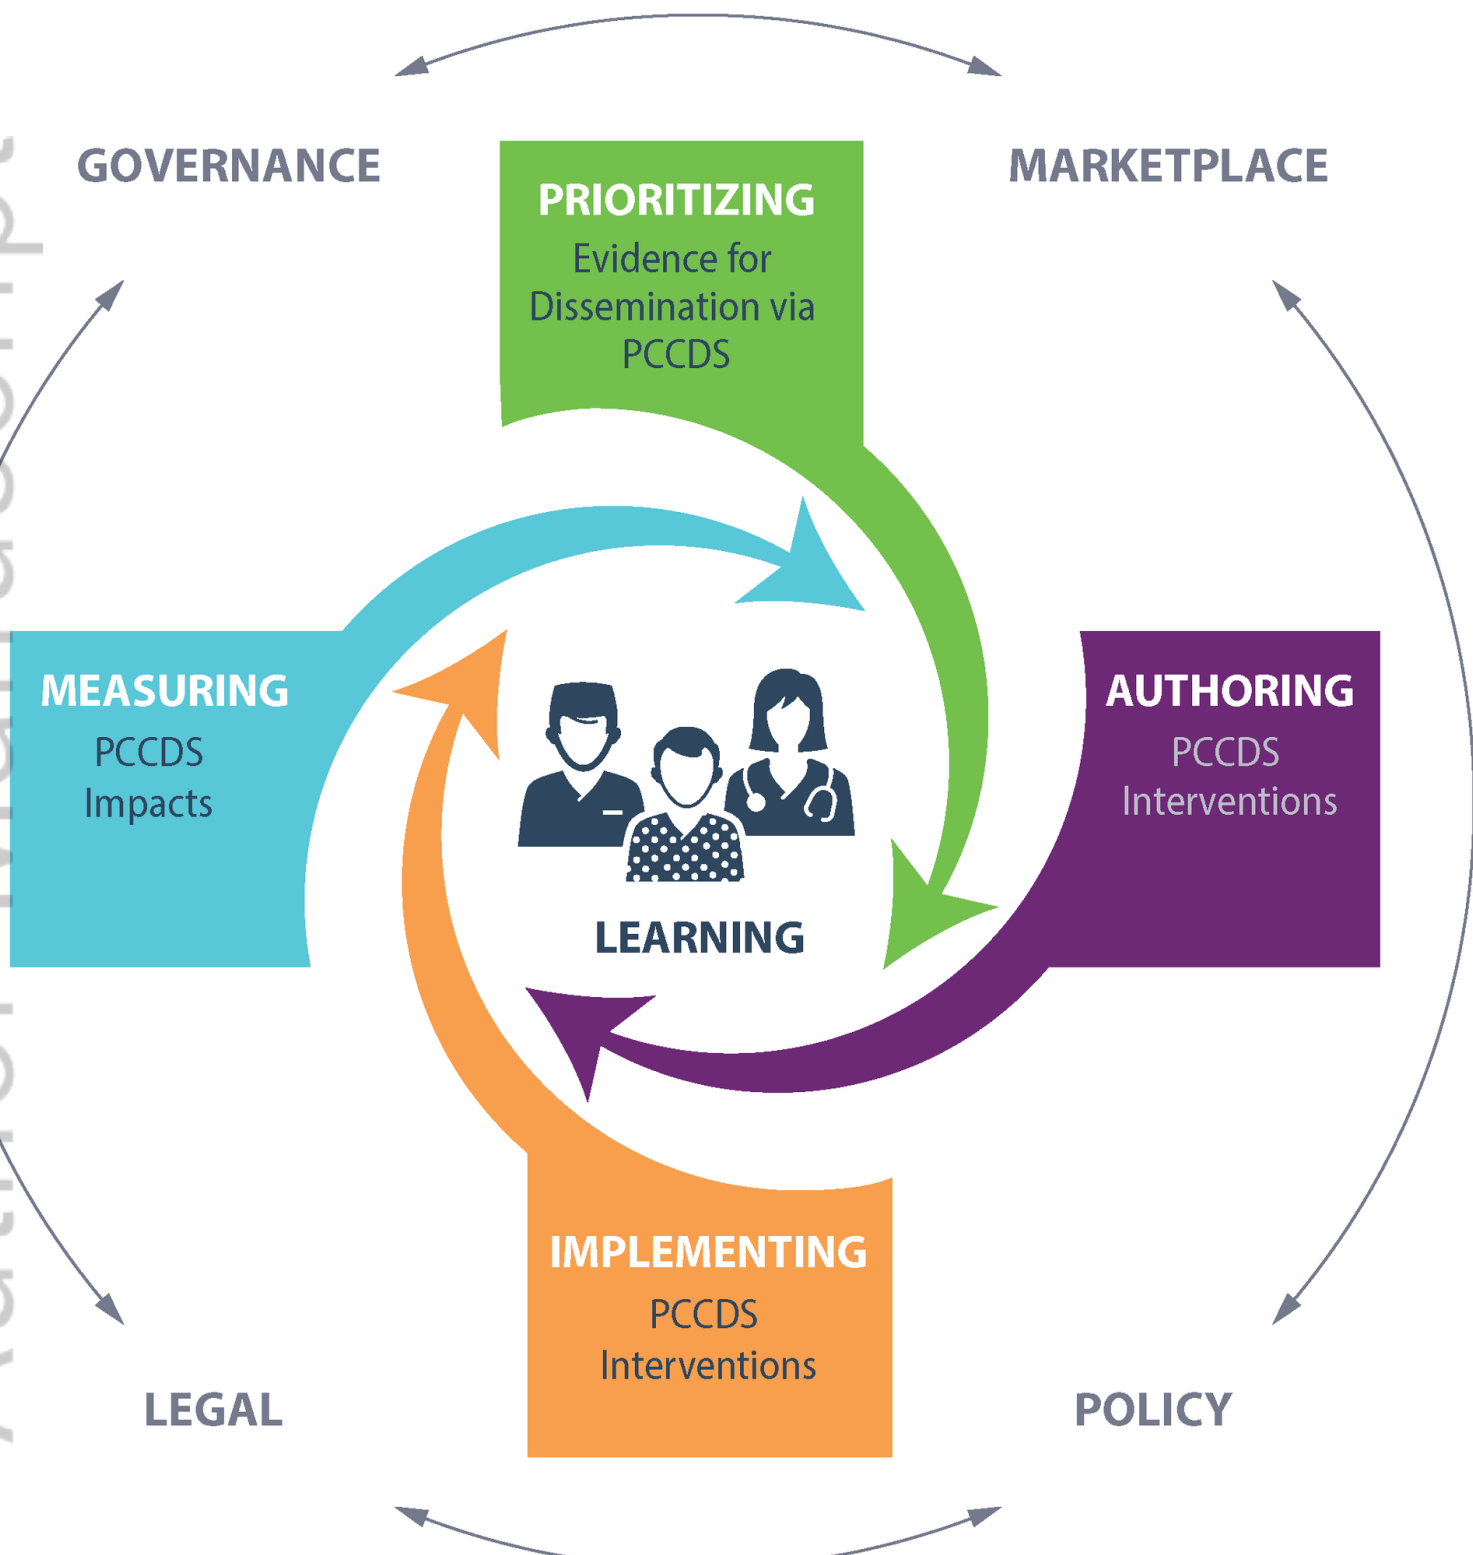 GOVERNANCE
MARKETPLACE
PRIORITIZING
Evidence for
Dissemination via
PCCDS
MEASURING
PCCDS
Impacts
AUTHORING
PCCDS
Interventions
LEARNING
IMPLEMENTING
PCCDS
Interventions
LEGAL
POLICY